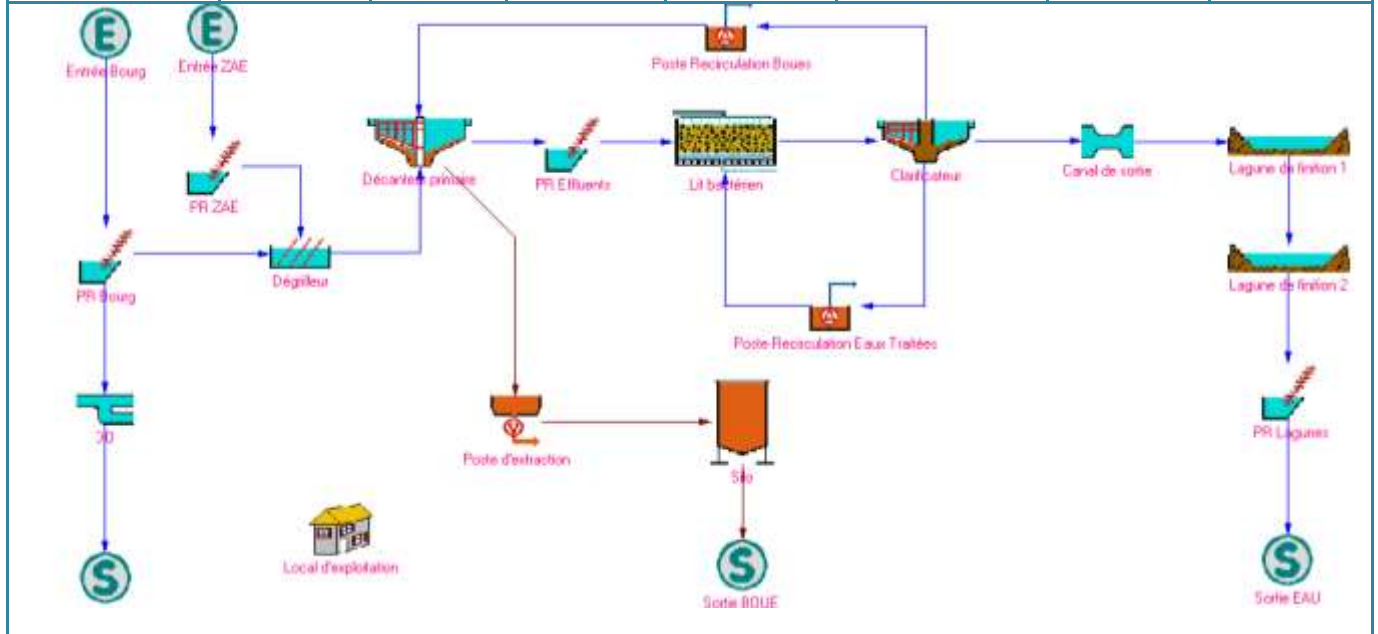 E
Entrée Bourg
E
Entrée ZAE
Poste Recirculation Boues
Décanteur primaire
PR Effluents
Lit bactérien
Clarificateur
Canal de sortie
Lagune de finition 1
PR ZAE
Dégrilleur
PR Bourg
Lagune de finition 2
Poste Recirculation Eaux Traitées
PR Lagunes
Poste d'extraction
Silo
Local d'exploitation
S
S
Sortie BOUE
S
Sortie EAU